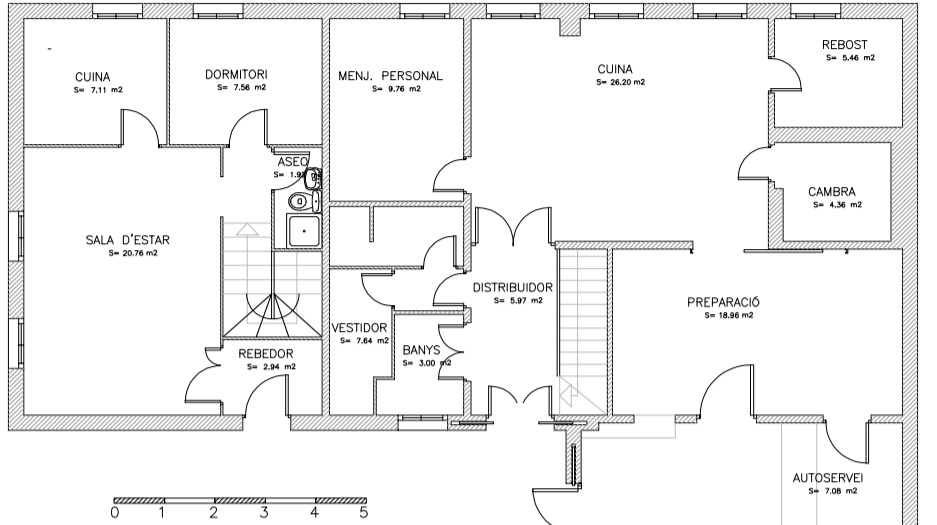 CUINA
S= 7.11 m2
DORMITORI
S= 7.56 m2
MENJ. PERSONAL
S= 9.76 m2
CUINA
S= 26.20 m2
REBOST
S= 5.46 m2
ASEO
CAMBRA
S= 4.36 m2
SALA D'ESTAR
S= 20.76 m2
DISTRIBUIDOR
S= 5.97 m2
PREPARACIÓ
S= 18.96 m2
VESTIDOR
S= 7.64 m2
BANYS
S= 3.00 m2
REBEDOR
S= 2.94 m2
AUTOSERVEI
S= 7.08 m2
0 1 2 3 4 5